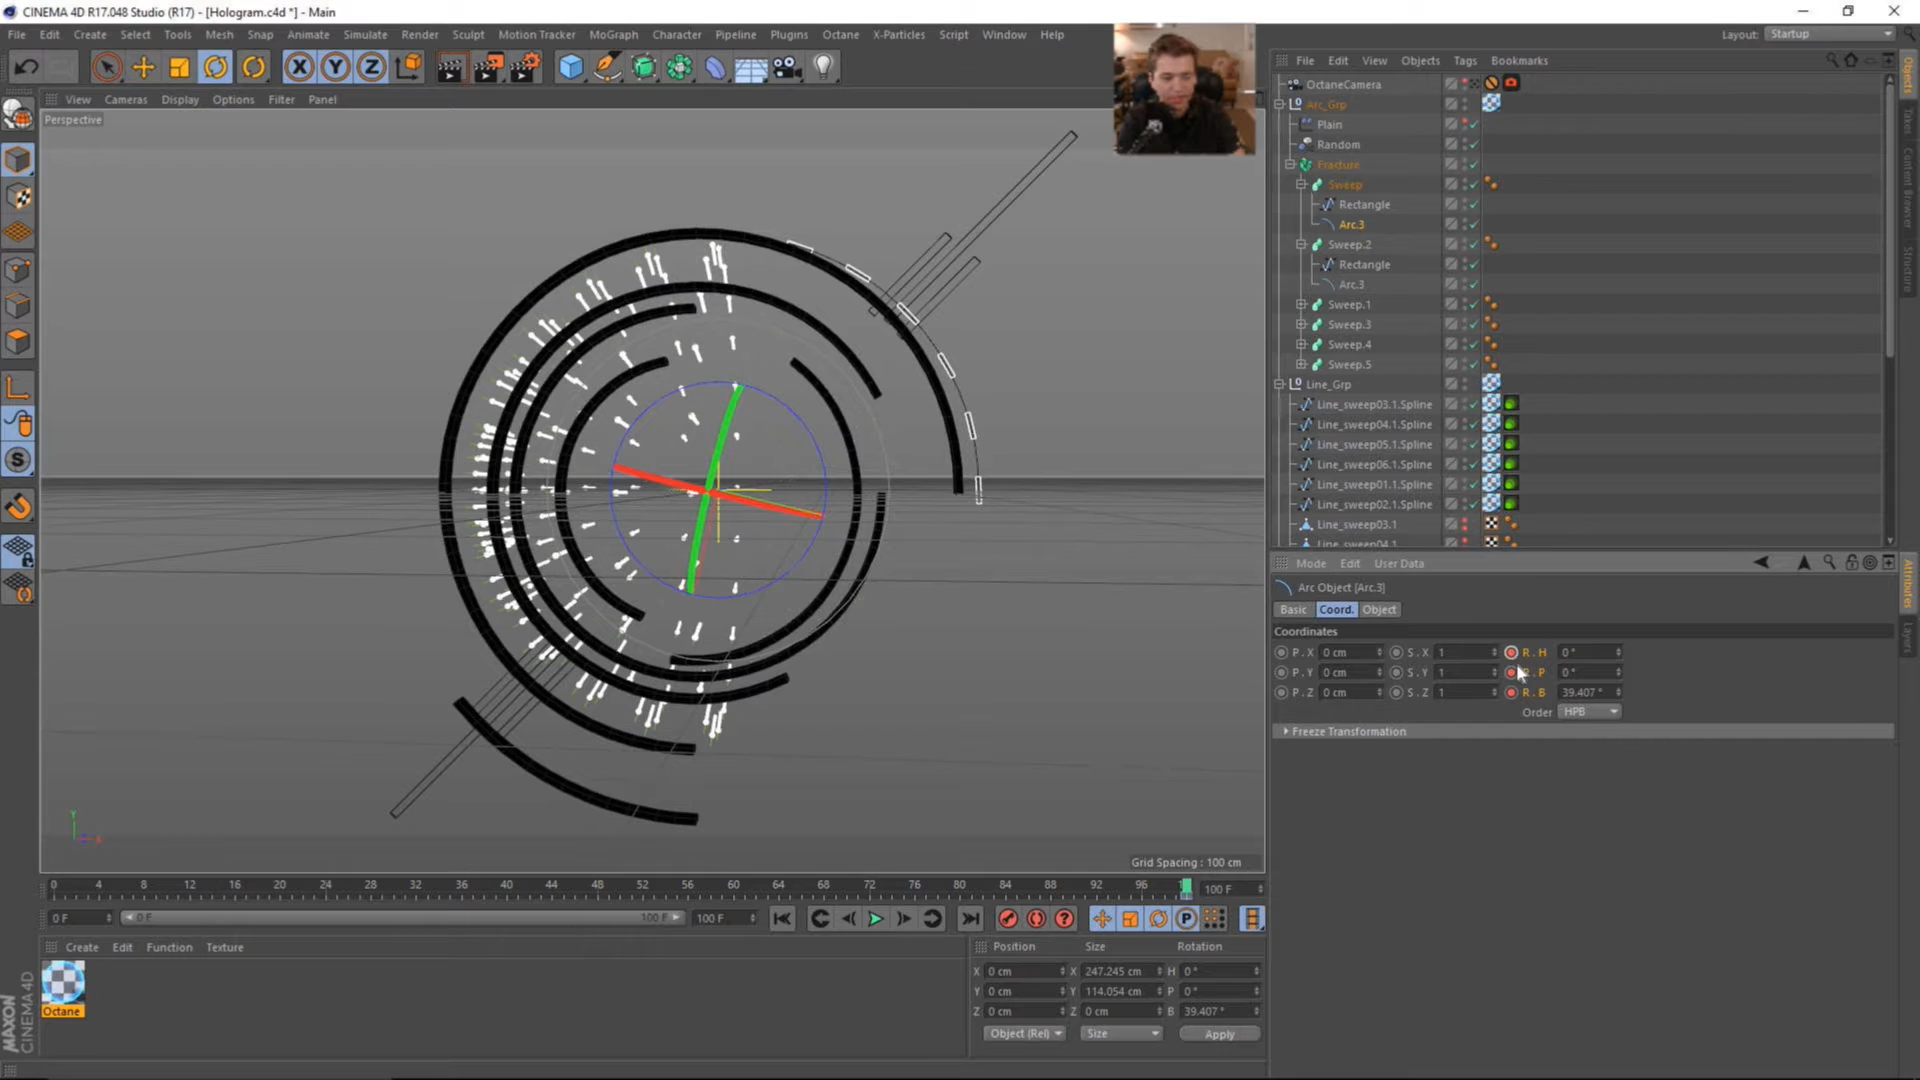 CINEMA 4D R17.048 Studio (R17) - [Hologram.c4d *] - Main
File Edit Create Select Tools Mesh Snap Animate Simulate Render Sculpt Motion Tracker MoGraph Character Pipeline Plugins Octane X-Particles Script Window Help
Layout: Startup
X Y Z
View Cameras Display Options Filter Panel
Perspective
Grid Spacing : 100 cm
File Edit View Objects Tags Bookmarks
OctaneCamera
Arc_Grp
Plain
Random
Fracture
Sweep
Rectangle
Arc.3
Sweep.2
Rectangle
Arc.3
Sweep.1
Sweep.3
Sweep.4
Sweep.5
Line_Grp
Line_sweep03.1.Spline
Line_sweep04.1.Spline
Line_sweep05.1.Spline
Line_sweep06.1.Spline
Line_sweep01.1.Spline
Line_sweep02.1.Spline
Line_sweep03.1
Line_sweep04.1
Objects
Takes
Content Browser
Structure
Mode Edit User Data
Arc Object [Arc.3]
Basic Coord. Object
Coordinates
P . X 0 cm S . X 1 R . H 0 °
P . Y 0 cm S . Y 1 R . P 0 °
P . Z 0 cm S . Z 1 R . B 39.407 °
Order HPB
Freeze Transformation
Attributes
Layers
0 4 8 12 16 20 24 28 32 36 40 44 48 52 56 60 64 68 72 76 80 84 88 92 96 100 F
0 F 0 F 100 F 100 F
Create Edit Function Texture
Octane
MAXON
CINEMA 4D
Position Size Rotation
X 0 cm X 247.245 cm H 0 °
Y 0 cm Y 114.054 cm P 0 °
Z 0 cm Z 0 cm B 39.407 °
Object (Rel) Size Apply